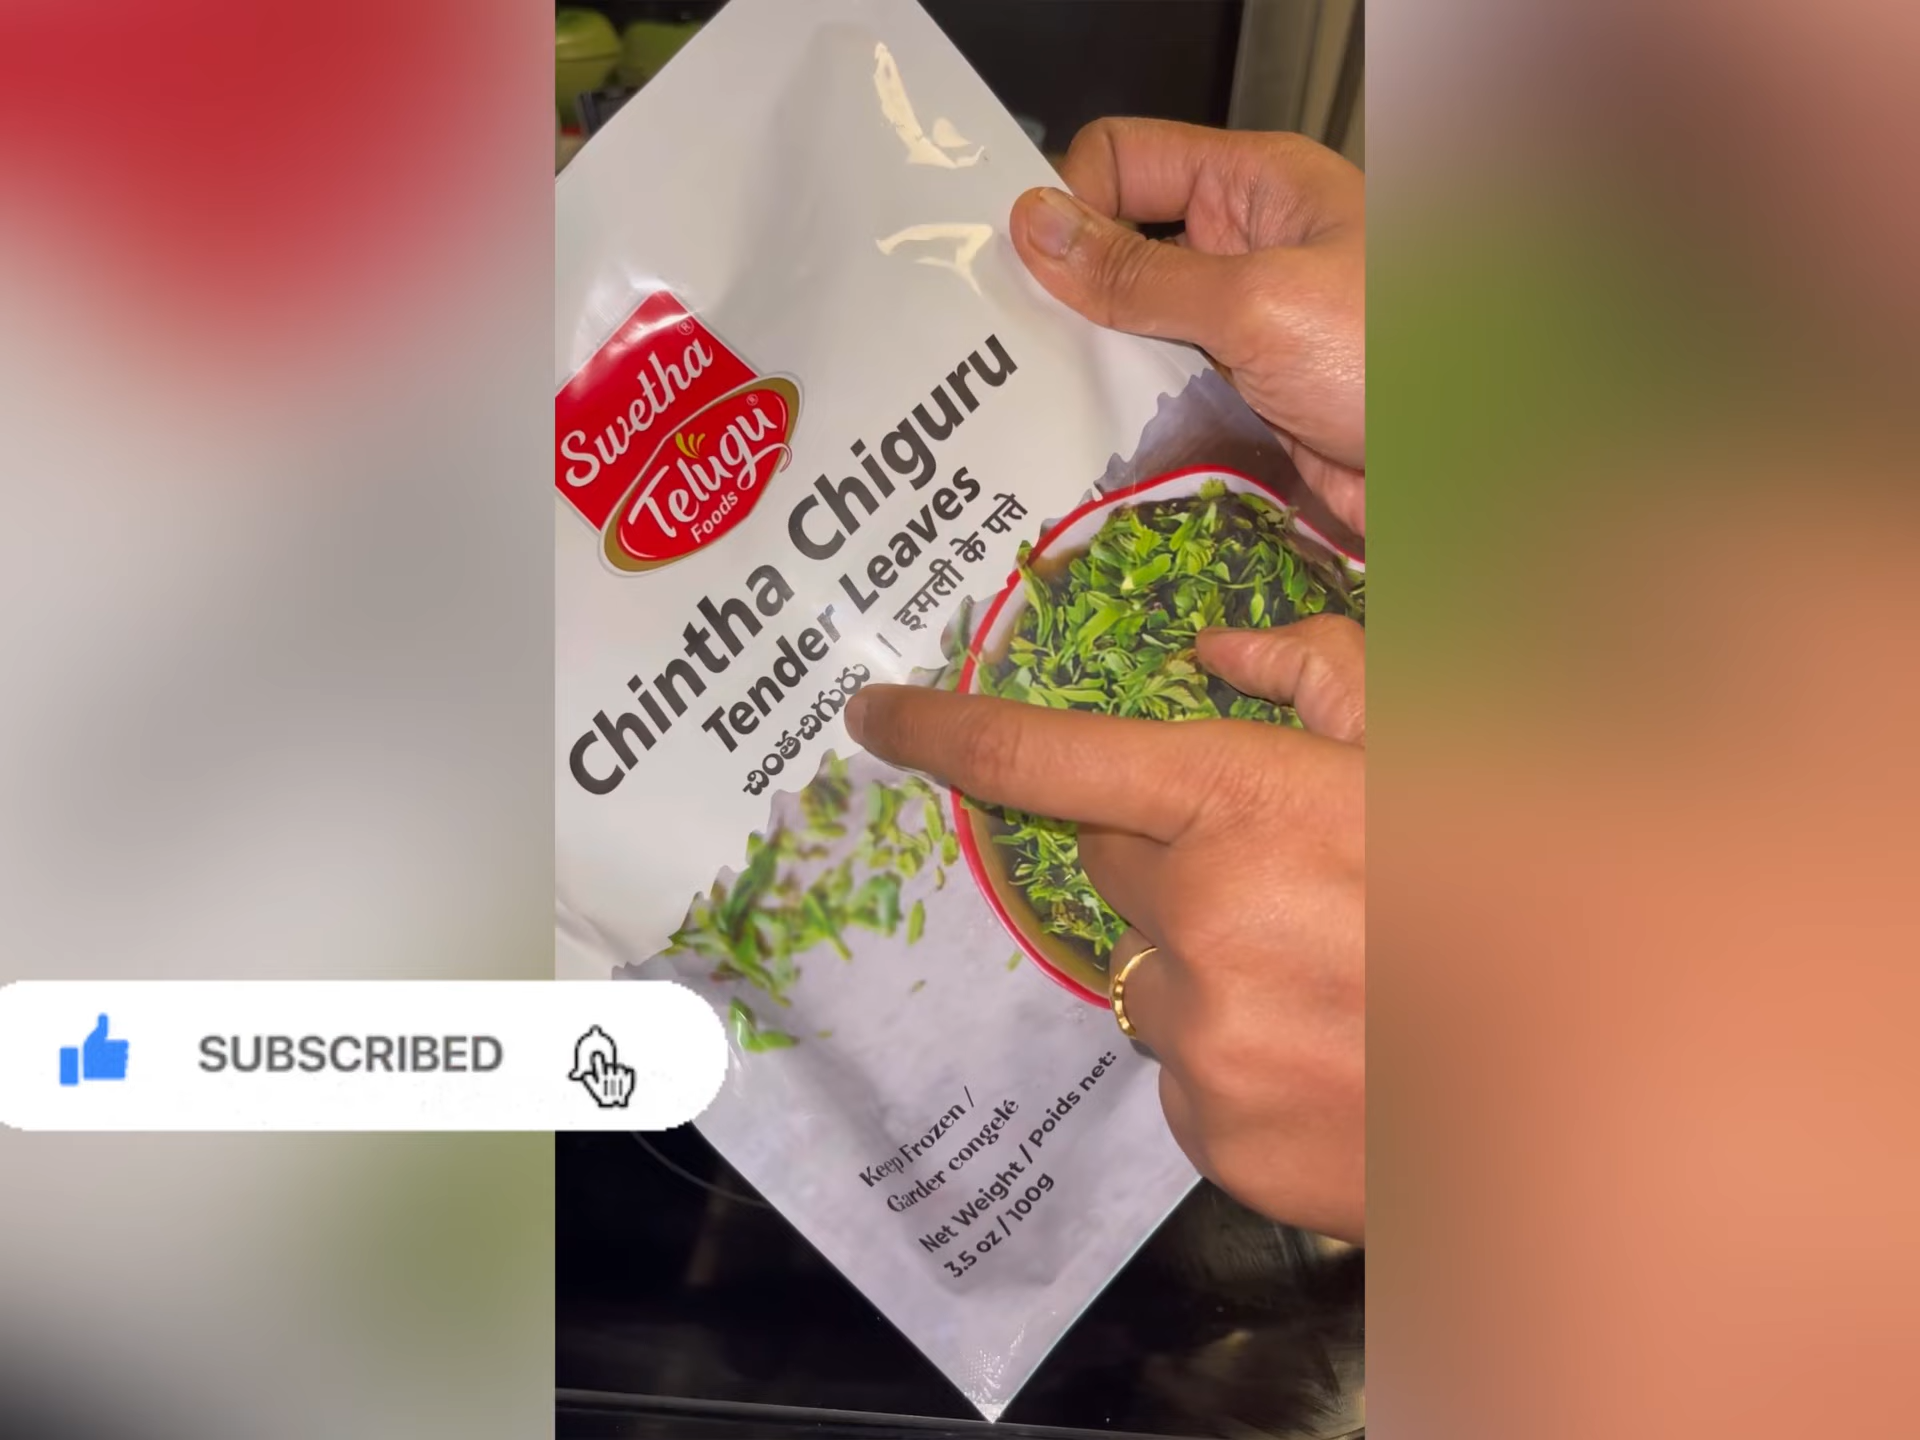 Swetha
Telugu
Foods
Chintha Chiguru
Tender Leaves
చింతచిగురు | इमली के पत्ते
Keep Frozen /
Garder congelé
Net Weight / Poids net:
3.5 oz / 100g
SUBSCRIBED